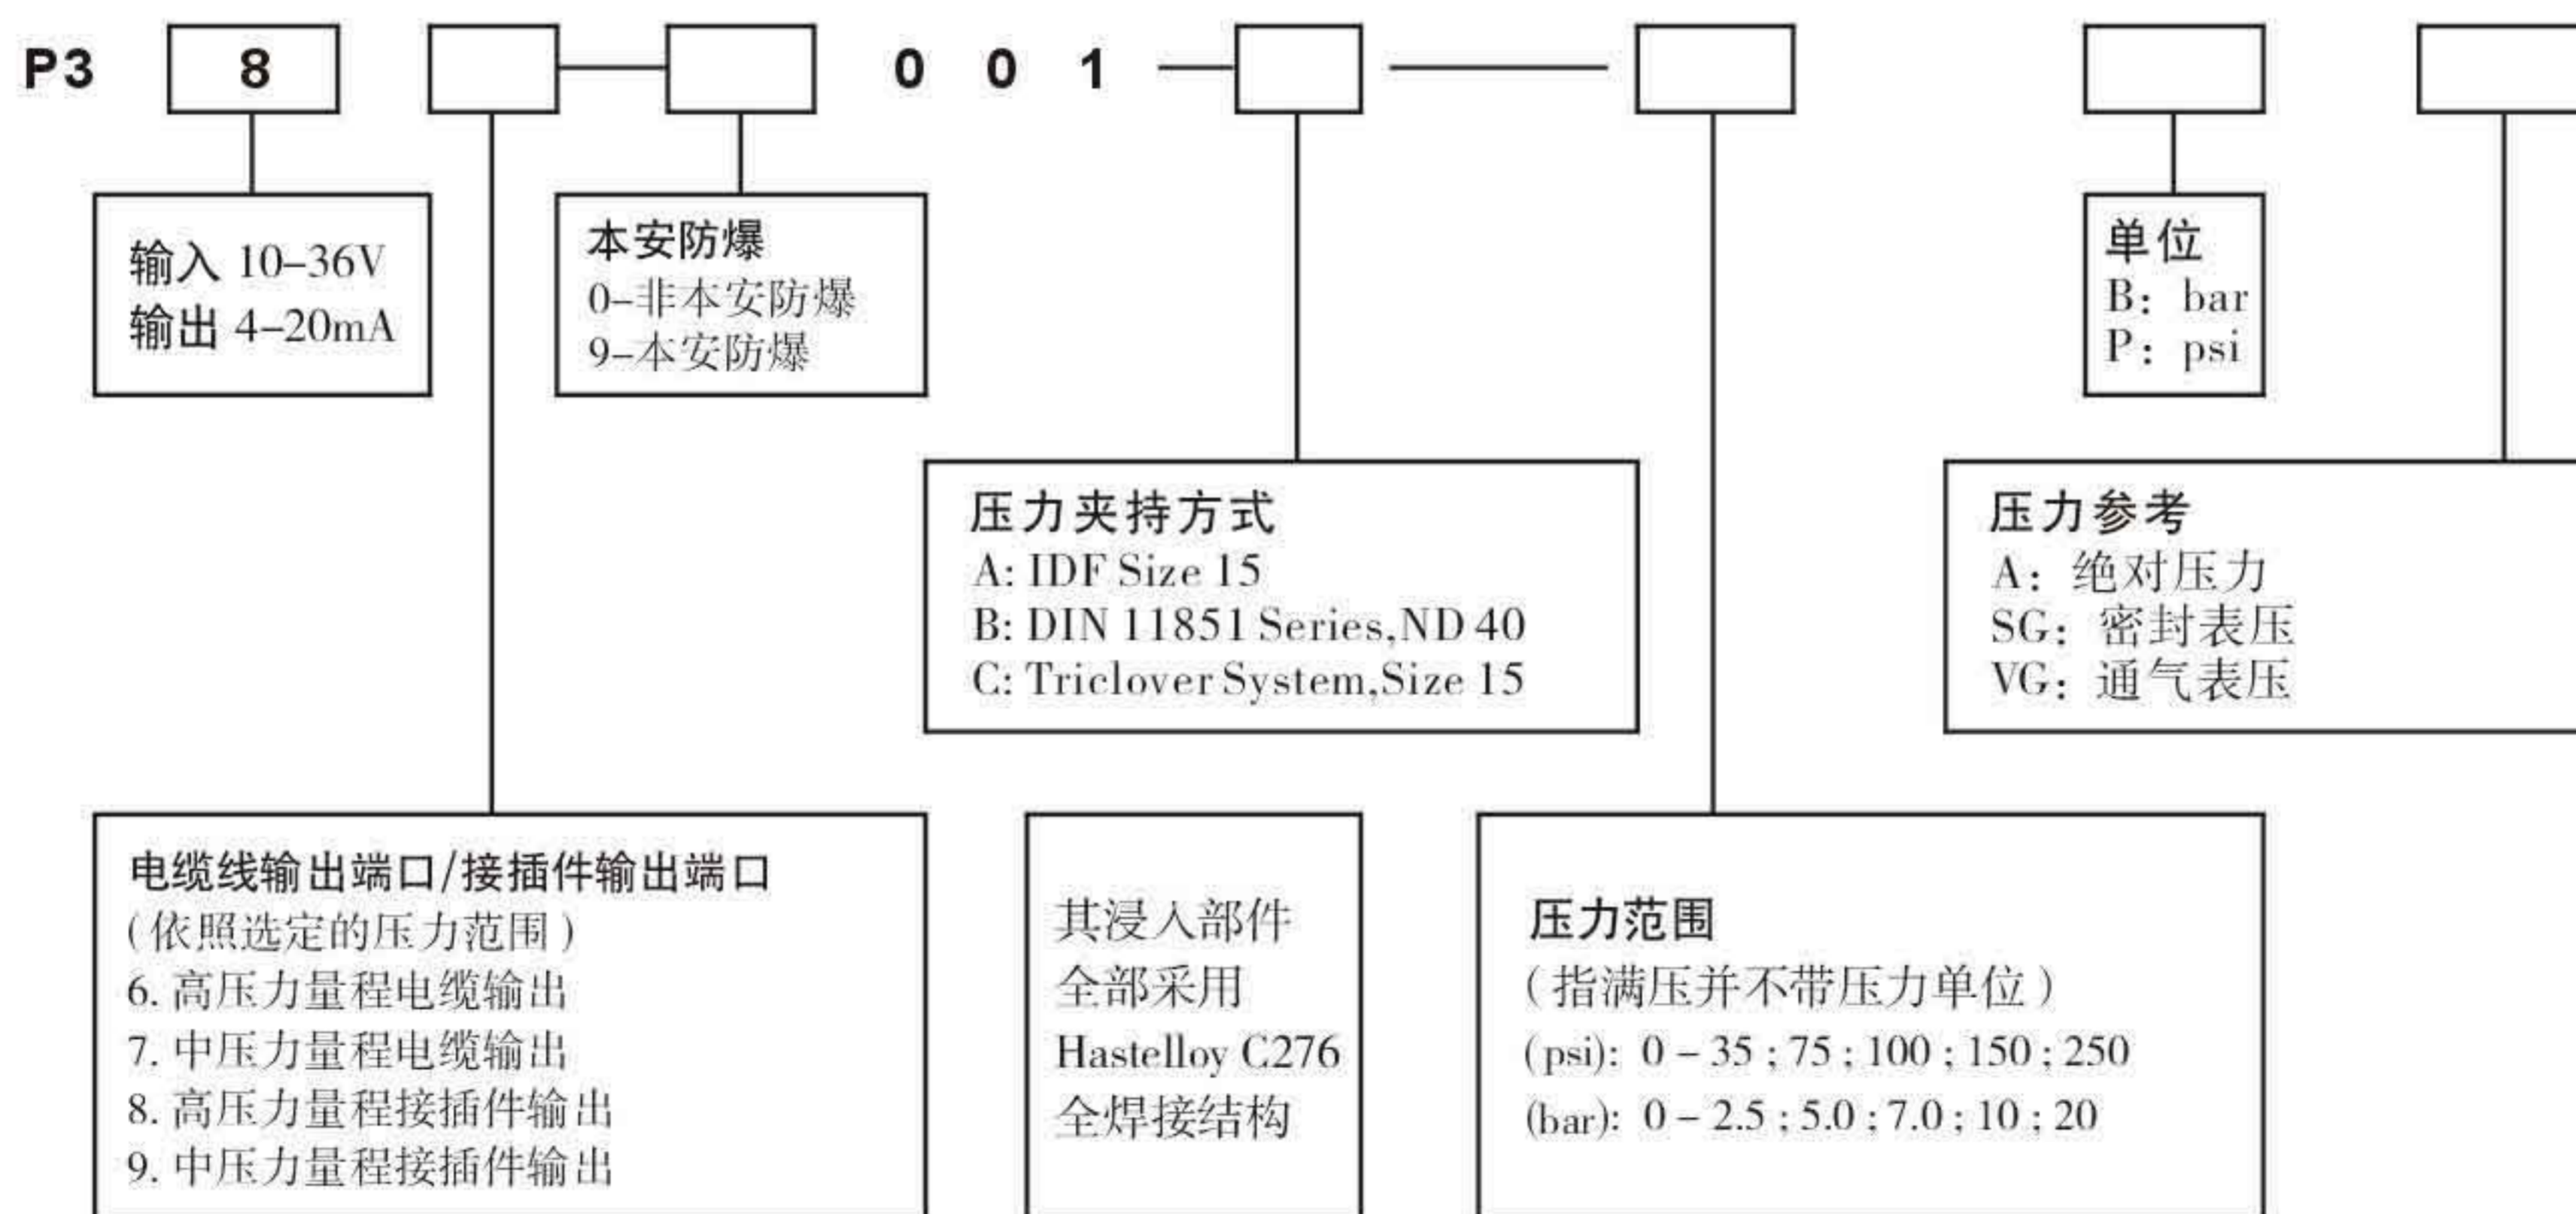 P3 8 0 0 1
输入 10–36V
输出 4–20mA
本安防爆
0–非本安防爆
9–本安防爆
单位
B: bar
P: psi
压力夹持方式
A: IDF Size 15
B: DIN 11851 Series,ND 40
C: Triclover System,Size 15
压力参考
A: 绝对压力
SG: 密封表压
VG: 通气表压
电缆线输出端口/接插件输出端口
(依照选定的压力范围)
6. 高压力量程电缆输出
7. 中压力量程电缆输出
8. 高压力量程接插件输出
9. 中压力量程接插件输出
其浸入部件
全部采用
Hastelloy C276
全焊接结构
压力范围
(指满压并不带压力单位)
(psi): 0 – 35 ; 75 ; 100 ; 150 ; 250
(bar): 0 – 2.5 ; 5.0 ; 7.0 ; 10 ; 20